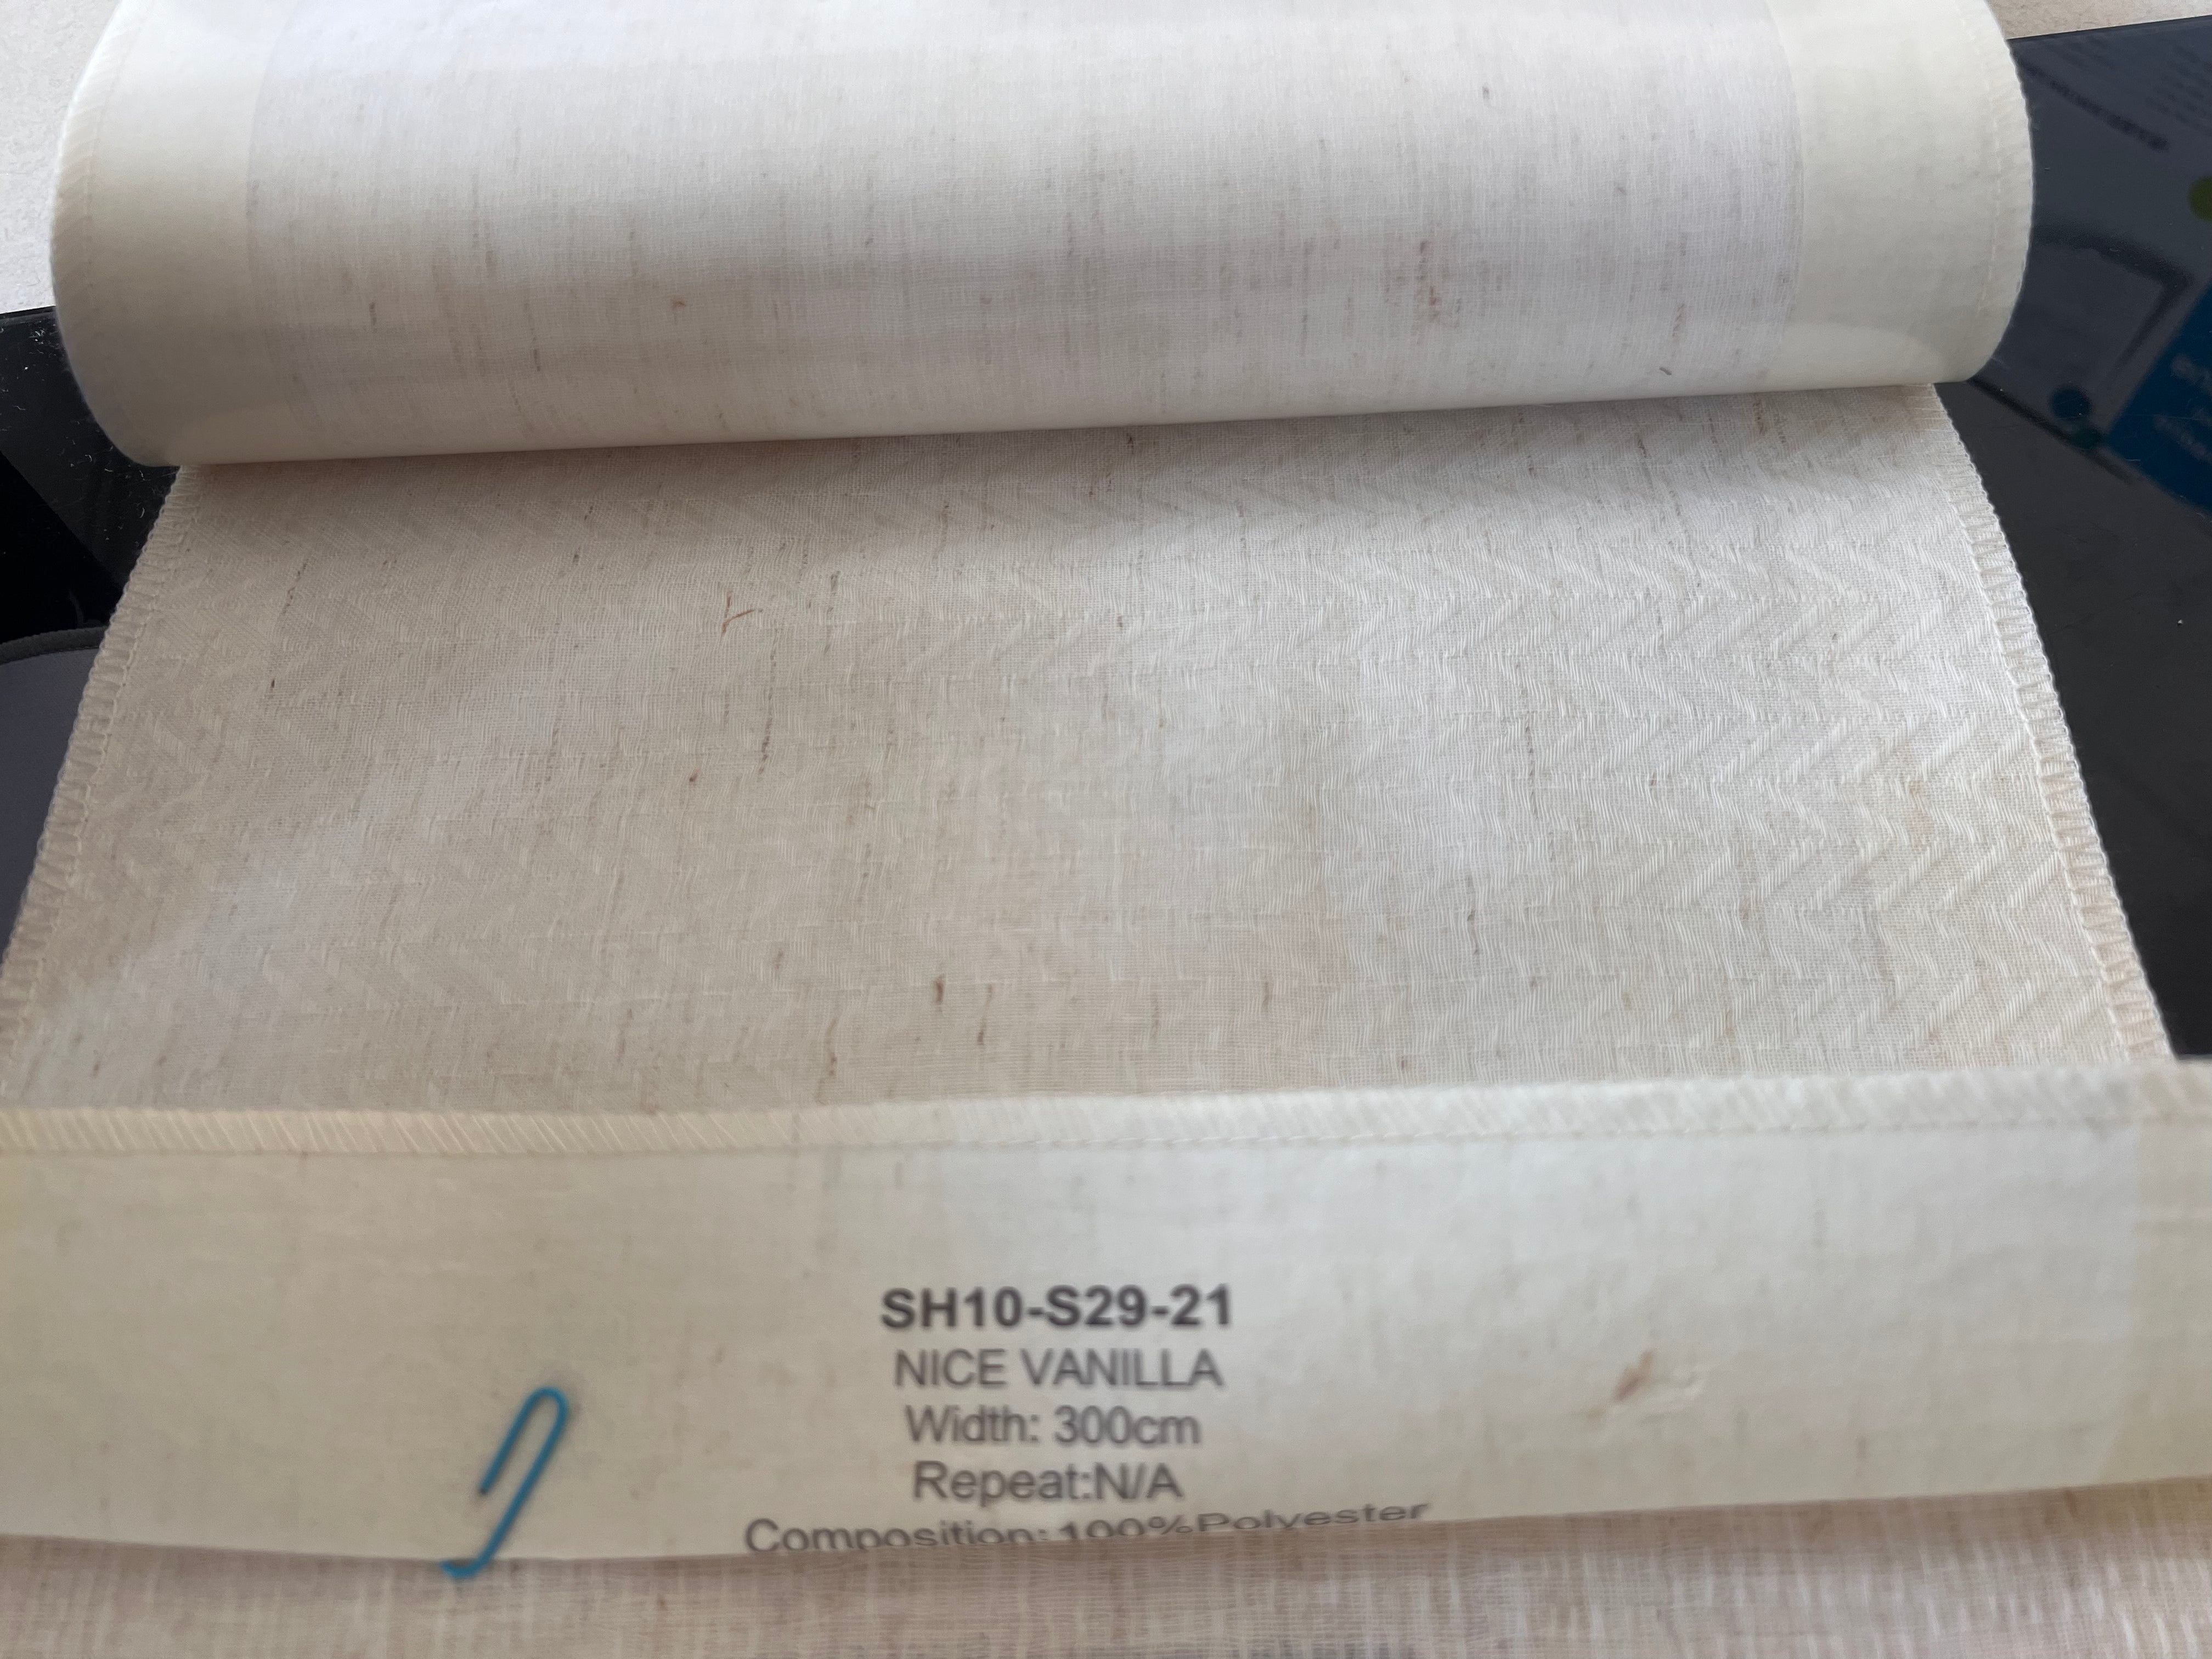 SH10-S29-21
NICE VANILLA
Width: 300cm
Repeat:N/A
Composition: 100%Polyester